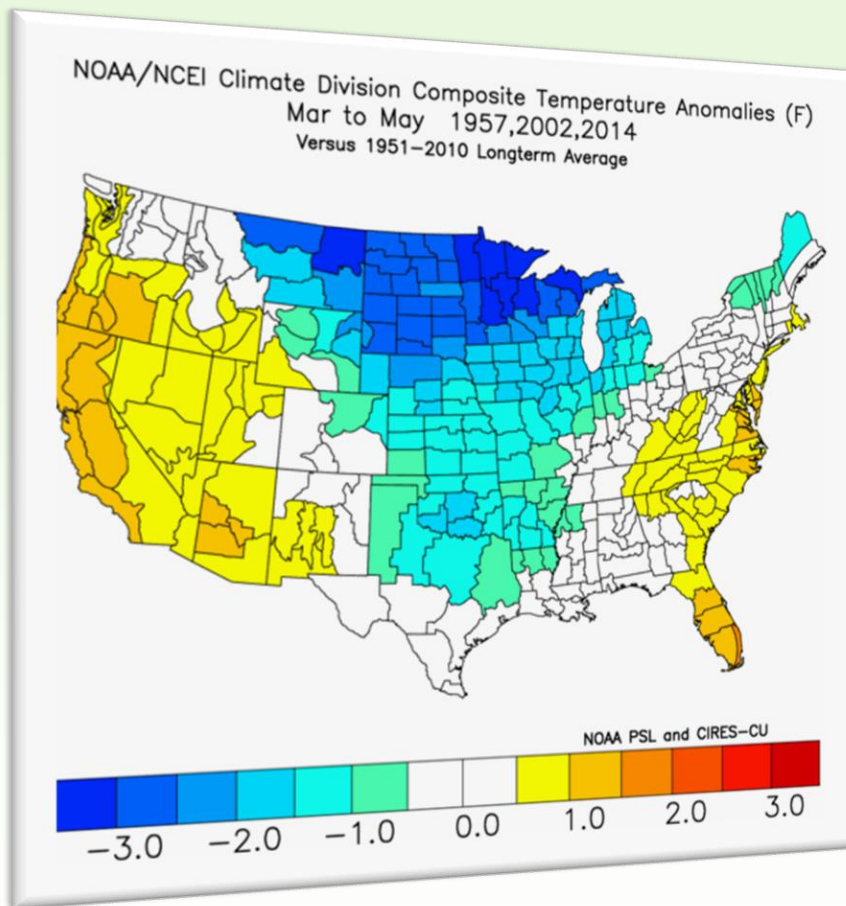 NOAA/NCEI Climate Division Composite Temperature Anomalies (F)
Mar to May 1957,2002,2014
Versus 1951-2010 Longterm Average
NOAA PSL and CIRES-CU
-3.0 -2.0 -1.0 0.0 1.0 2.0 3.0